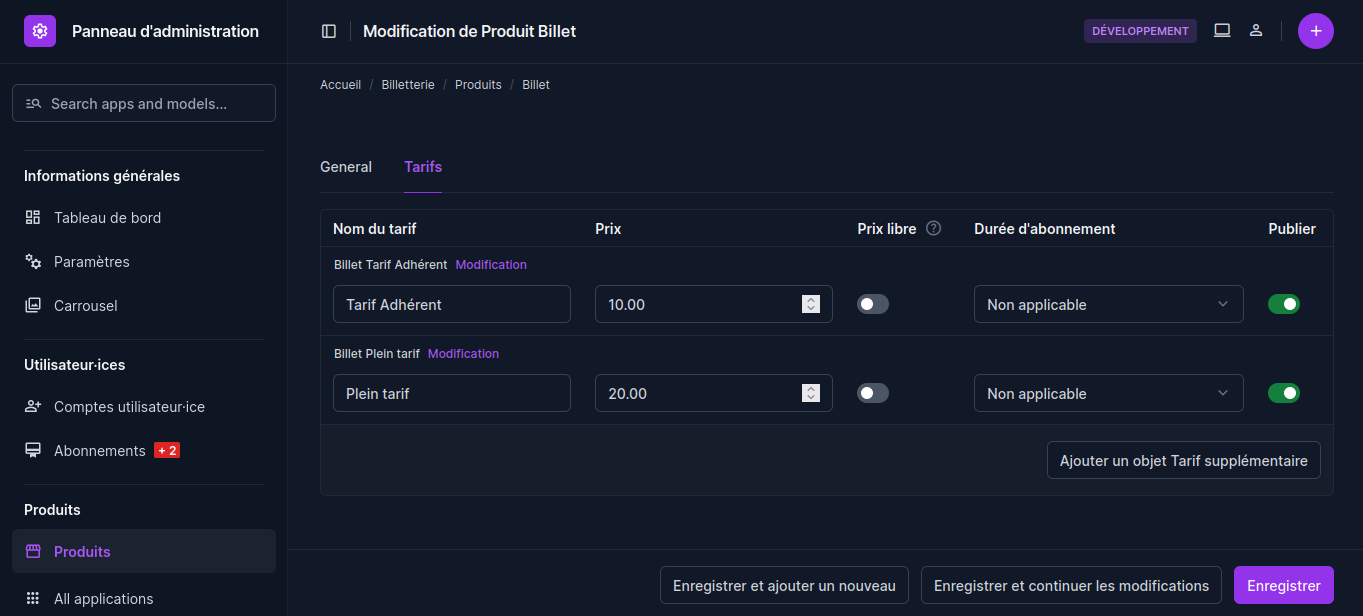 Panneau d'administration
Modification de Produit Billet
DÉVELOPPEMENT
Search apps and models...
Accueil / Billetterie / Produits / Billet
Informations générales
Tableau de bord
Paramètres
Carrousel
Utilisateur·ices
Comptes utilisateur·ice
Abonnements + 2
Produits
Produits
All applications
General Tarifs
Nom du tarif Prix Prix libre ? Durée d'abonnement Publier
Billet Tarif Adhérent Modification
Tarif Adhérent 10.00 Non applicable
Billet Plein tarif Modification
Plein tarif 20.00 Non applicable
Ajouter un objet Tarif supplémentaire
Enregistrer et ajouter un nouveau Enregistrer et continuer les modifications Enregistrer